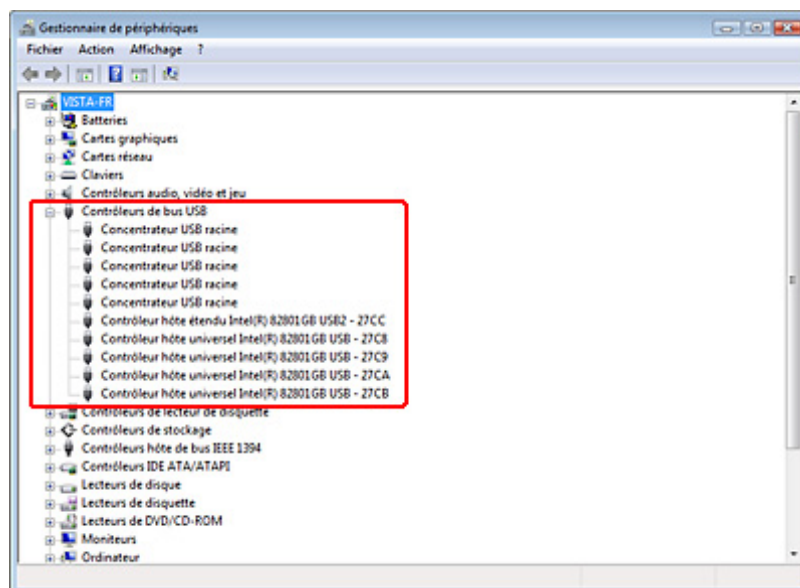 Gestionnaire de périphériques
Fichier Action Affichage ?
VISTA-FR
Batteries
Cartes graphiques
Cartes réseau
Claviers
Contrôleurs audio, vidéo et jeu
Contrôleurs de bus USB
Concentrateur USB racine
Concentrateur USB racine
Concentrateur USB racine
Concentrateur USB racine
Concentrateur USB racine
Contrôleur hôte étendu Intel(R) 82801GB USB2 - 27CC
Contrôleur hôte universel Intel(R) 82801GB USB - 27C8
Contrôleur hôte universel Intel(R) 82801GB USB - 27C9
Contrôleur hôte universel Intel(R) 82801GB USB - 27CA
Contrôleur hôte universel Intel(R) 82801GB USB - 27CB
Contrôleurs de lecteur de disquette
Contrôleurs de stockage
Contrôleurs hôte de bus IEEE 1394
Contrôleurs IDE ATA/ATAPI
Lecteurs de disque
Lecteurs de disquette
Lecteurs de DVD/CD-ROM
Moniteurs
Ordinateur